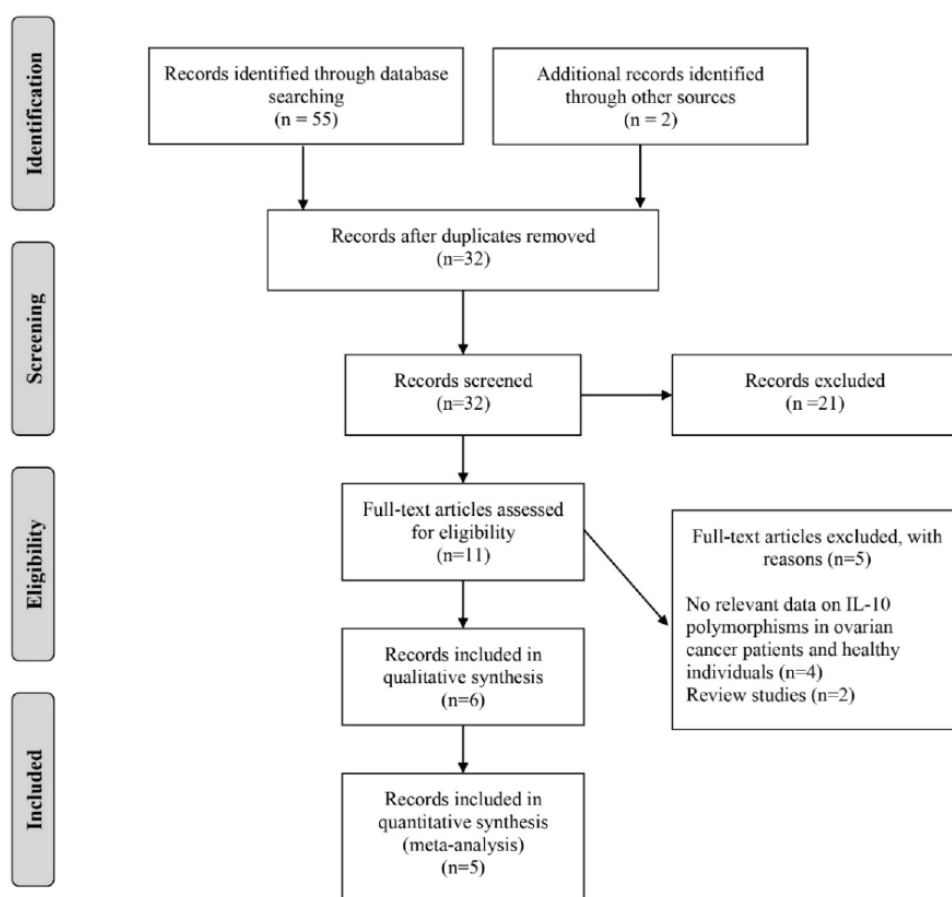 Identification
Records identified through database
searching
(n = 55)
Additional records identified
through other sources
(n = 2)
Records after duplicates removed
(n=32)
Screening
Records screened
(n=32)
Records excluded
(n =21)
Eligibility
Full-text articles assessed
for eligibility
(n=11)
Full-text articles excluded, with
reasons (n=5)
No relevant data on IL-10
polymorphisms in ovarian
cancer patients and healthy
individuals (n=4)
Review studies (n=2)
Records included in
qualitative synthesis
(n=6)
Included
Records included in
quantitative synthesis
(meta-analysis)
(n=5)